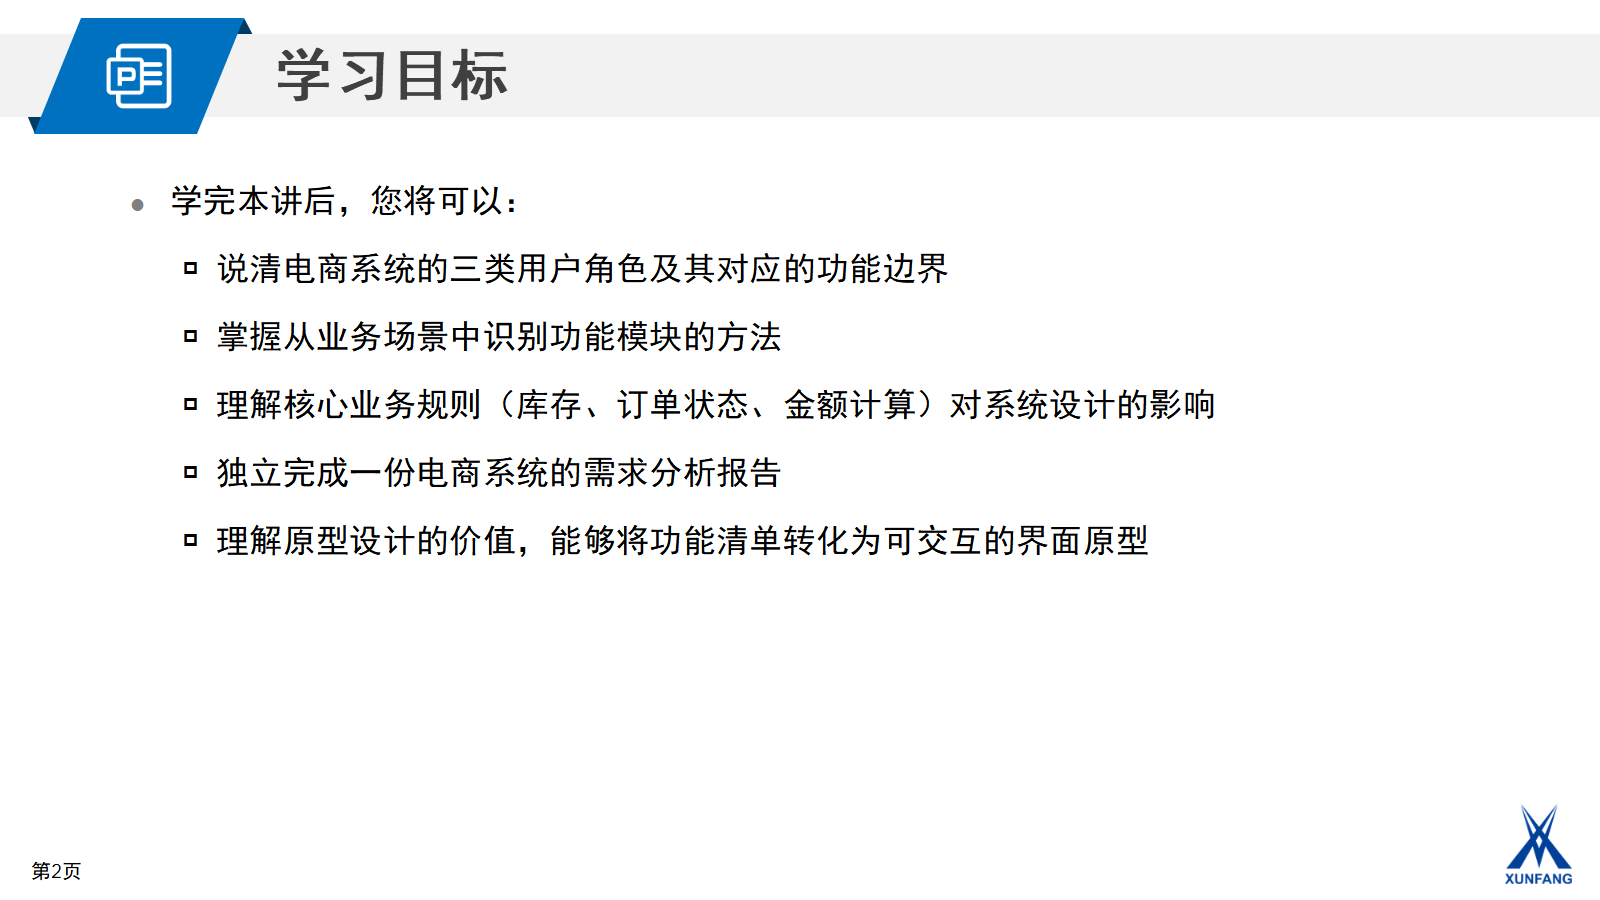 学习目标
学完本讲后，您将可以：
说清电商系统的三类用户角色及其对应的功能边界
掌握从业务场景中识别功能模块的方法
理解核心业务规则（库存、订单状态、金额计算）对系统设计的影响
独立完成一份电商系统的需求分析报告
理解原型设计的价值，能够将功能清单转化为可交互的界面原型
第2页
XUNFANG